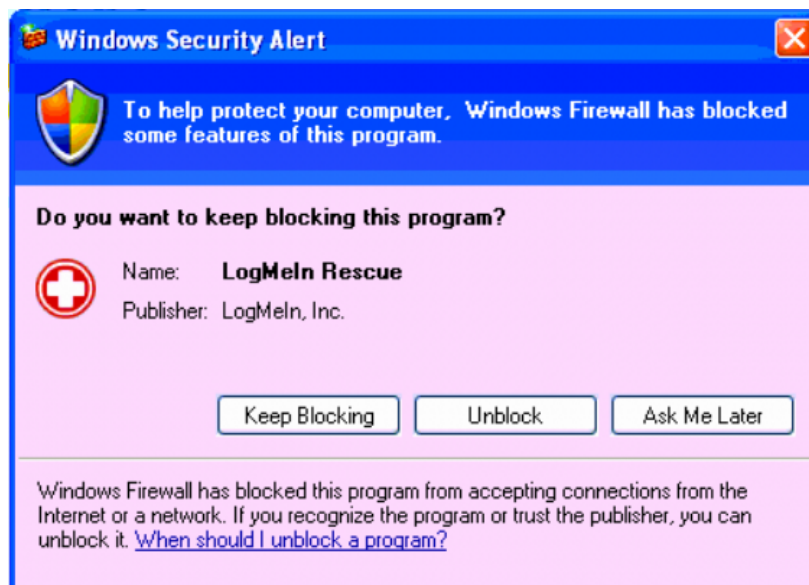 Windows Security Alert
To help protect your computer, Windows Firewall has blocked
some features of this program.
Do you want to keep blocking this program?
Name: LogMeIn Rescue
Publisher: LogMeIn, Inc.
Keep Blocking Unblock Ask Me Later
Windows Firewall has blocked this program from accepting connections from the
Internet or a network. If you recognize the program or trust the publisher, you can
unblock it. When should I unblock a program?